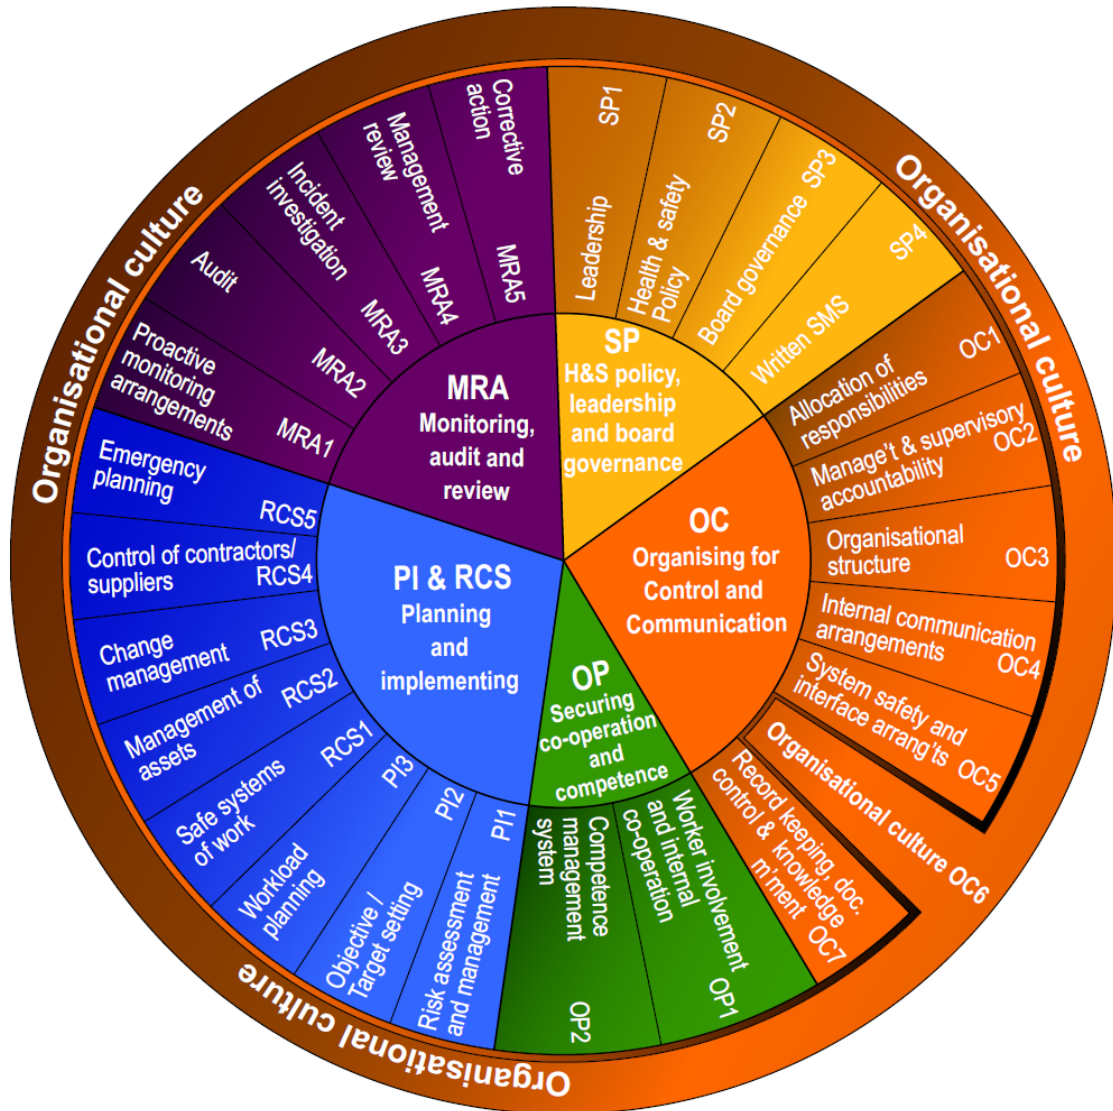 Organisational culture
Organisational culture
Organisational culture
SP
H&S policy,
leadership
and board
governance
SP1
Leadership
SP2
Health & safety
Policy
SP3
Board governance
SP4
Written SMS
OC
Organising for
Control and
Communication
Allocation of
responsibilities
OC1
Manage't & supervisory
accountability
OC2
Organisational
structure
OC3
Internal communication
arrangements
OC4
System safety and
interface arrang'ts
OC5
Organisational culture OC6
Record keeping, doc.
control & knowledge
m'ment
OC7
OP
Securing
co-operation
and
competence
Worker involvement
and internal
co-operation
OP1
Competence
management
system
OP2
PI & RCS
Planning
and
implementing
PI1
Risk assessment
and management
PI2
Objective /
Target setting
PI3
Workload
planning
RCS1
Safe systems
of work
RCS2
Management of
assets
RCS3
Change
management
Control of contractors/
suppliers
RCS4
Emergency
planning
RCS5
MRA
Monitoring,
audit and
review
Proactive
monitoring
arrangements
MRA1
Audit
MRA2
Incident
investigation
MRA3
Management
review
MRA4
Corrective
action
MRA5